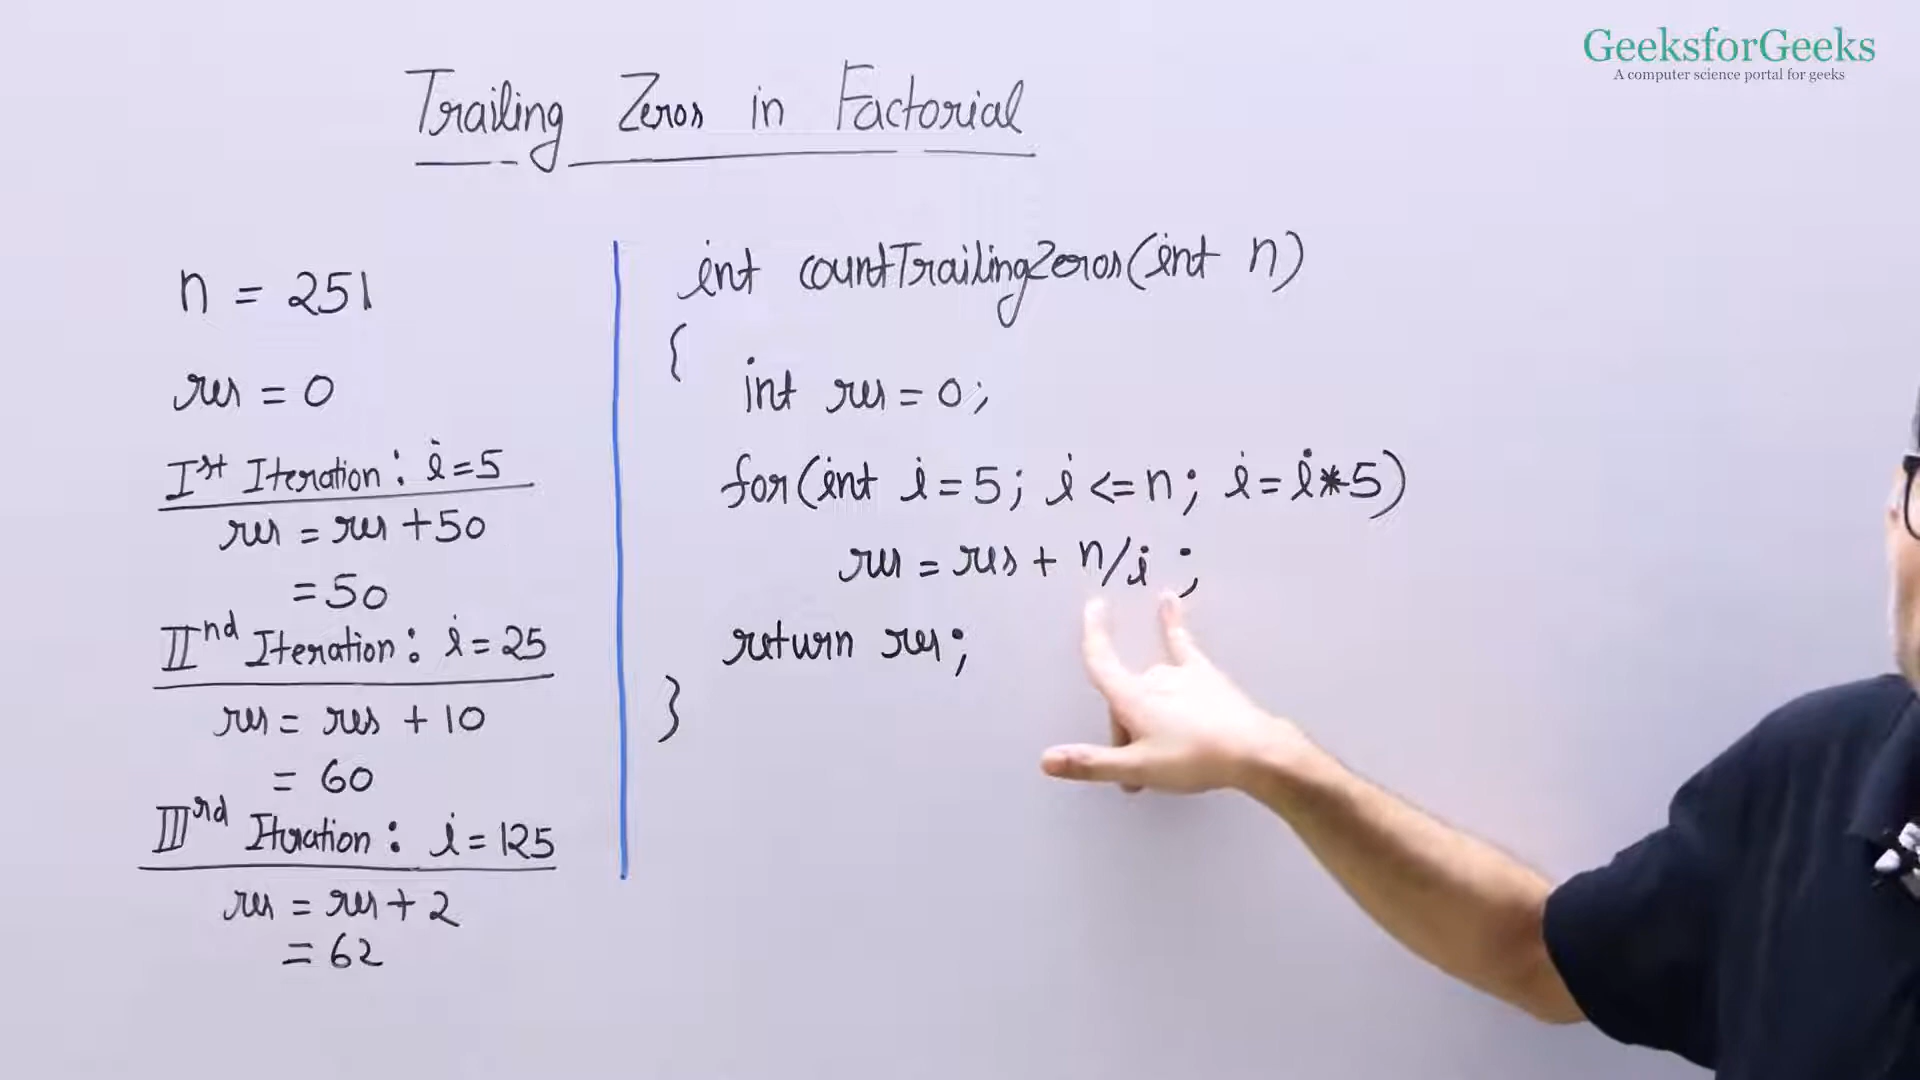 GeeksforGeeks
A computer science portal for geeks
Trailing Zeros in Factorial
n = 251
res = 0
Ist Iteration: i=5
res = res +50
=50
IInd Iteration: i=25
res = res + 10
= 60
IIIrd Iteration: i=125
res = res+2
= 62
int countTrailingZeros(int n)
{
int res=0;
for(int i=5; i<=n; i=i*5)
res = res + n/i ;
return res;
}